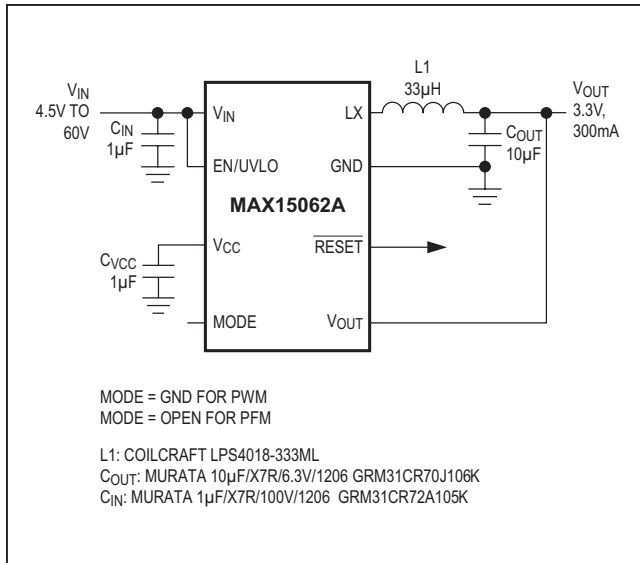 VIN
4.5V TO
60V
CIN
1µF
VIN
EN/UVLO
VCC
CVCC
1µF
MODE
MAX15062A
LX
GND
RESET
VOUT
L1
33µH
COUT
10µF
VOUT
3.3V,
300mA
MODE = GND FOR PWM
MODE = OPEN FOR PFM
L1: COILCRAFT LPS4018-333ML
COUT: MURATA 10µF/X7R/6.3V/1206 GRM31CR70J106K
CIN: MURATA 1µF/X7R/100V/1206 GRM31CR72A105K